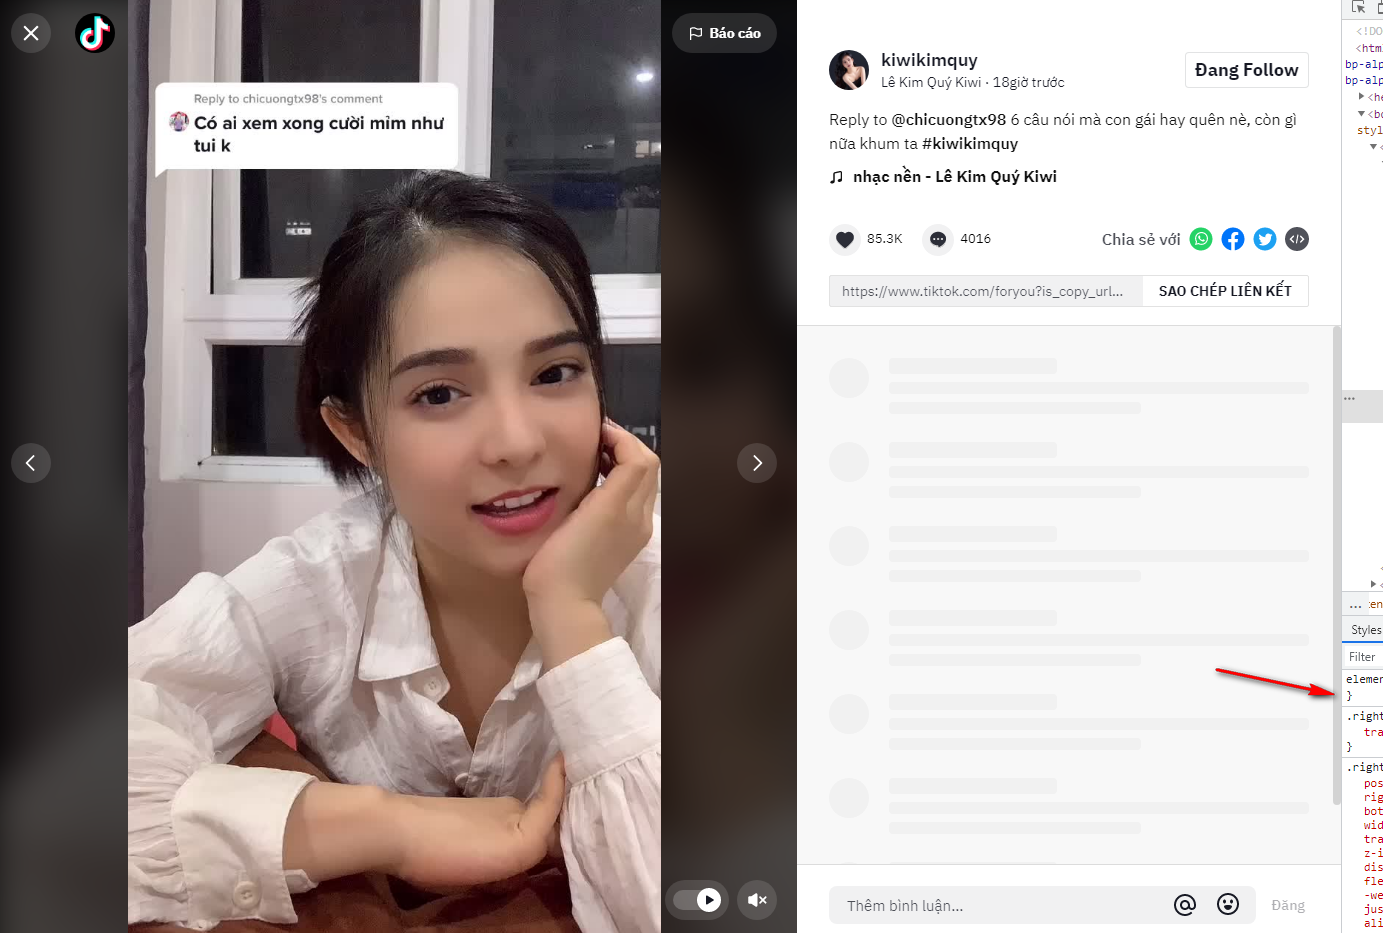 Báo cáo
Reply to chicuongtx98's comment
Có ai xem xong cười mỉm như
tui k
kiwikimquy
Lê Kim Quý Kiwi · 18giờ trước
Đang Follow
Reply to @chicuongtx98 6 câu nói mà con gái hay quên nè, còn gì
nữa khum ta #kiwikimquy
nhạc nền - Lê Kim Quý Kiwi
85.3K
4016
Chia sẻ với
https://www.tiktok.com/foryou?is_copy_url...
SAO CHÉP LIÊN KẾT
Thêm bình luận...
Đăng
<!DO
<html
bp-alp
bp-alp
<he
<bo
styl
<
...
<
<
...
Styles
Filter
elemen
}
.right
tra
}
.right
pos
rig
bot
wid
tra
z-i
dis
fle
-we
jus
ali